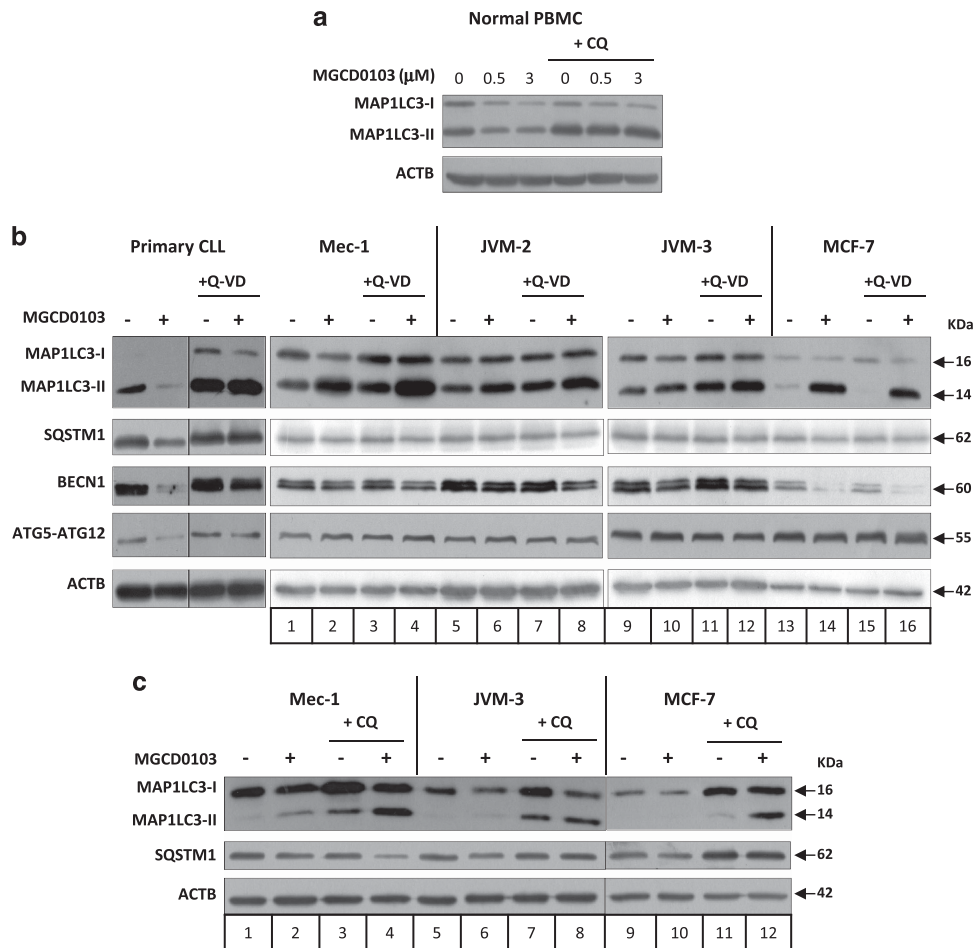 a
Normal PBMC
+ CQ
MGCD0103 (μM) 0 0.5 3 0 0.5 3
MAP1LC3-I
MAP1LC3-II
ACTB
b
Primary CLL Mec-1 JVM-2 JVM-3 MCF-7
+Q-VD +Q-VD +Q-VD +Q-VD +Q-VD
MGCD0103 - + - + - + - + - + - + - + - + - + - + KDa
MAP1LC3-I 16
MAP1LC3-II 14
SQSTM1 62
BECN1 60
ATG5-ATG12 55
ACTB 42
1 2 3 4 5 6 7 8 9 10 11 12 13 14 15 16
c
Mec-1 JVM-3 MCF-7
+ CQ + CQ + CQ
MGCD0103 - + - + - + - + - + - + KDa
MAP1LC3-I 16
MAP1LC3-II 14
SQSTM1 62
ACTB 42
1 2 3 4 5 6 7 8 9 10 11 12